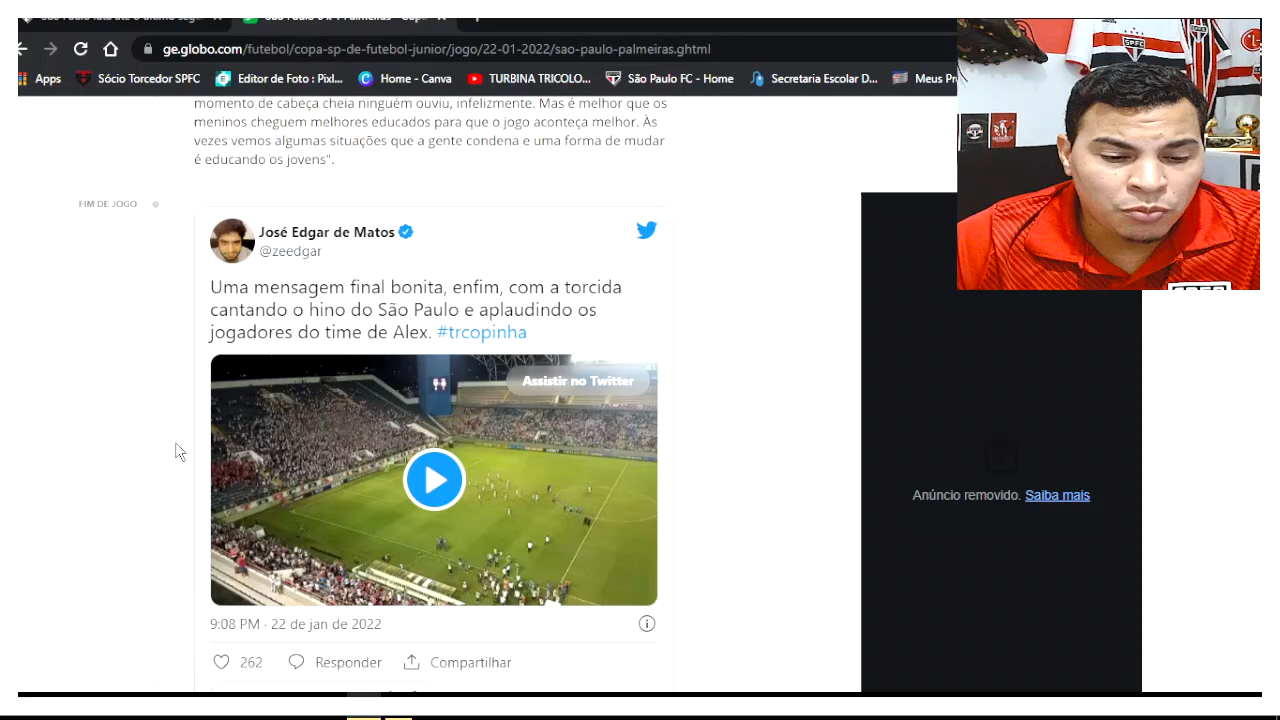 ge.globo.com/futebol/copa-sp-de-futebol-junior/jogo/22-01-2022/sao-paulo-palmeiras.ghtml
Apps Sócio Torcedor SPFC Editor de Foto : Pixl... Home - Canva TURBINA TRICOLO... São Paulo FC - Home Secretaria Escolar D... Meus Pr
momento de cabeça cheia ninguém ouviu, infelizmente. Mas é melhor que os
meninos cheguem melhores educados para que o jogo aconteça melhor. Às
vezes vemos algumas situações que a gente condena e uma forma de mudar
é educando os jovens".
FIM DE JOGO
José Edgar de Matos
@zeedgar
Uma mensagem final bonita, enfim, com a torcida
cantando o hino do São Paulo e aplaudindo os
jogadores do time de Alex. #trcopinha
Assistir no Twitter
9:08 PM · 22 de jan de 2022
262 Responder Compartilhar
Anúncio removido. Saiba mais
SPFC